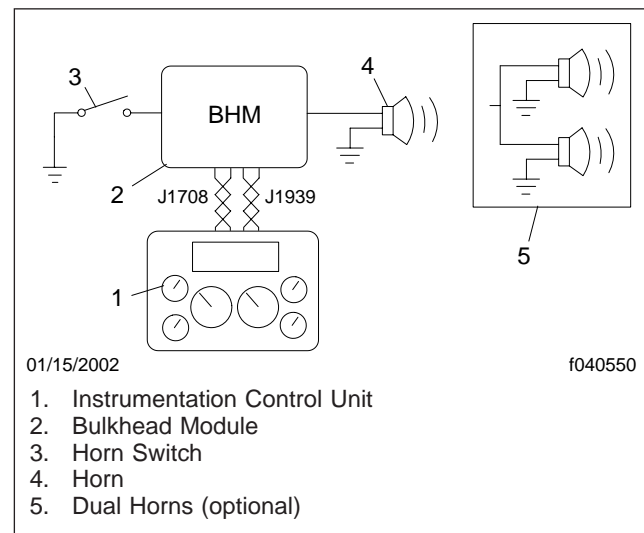 3
4
BHM
2
J1708
J1939
5
1
01/15/2002
f040550
1. Instrumentation Control Unit
2. Bulkhead Module
3. Horn Switch
4. Horn
5. Dual Horns (optional)